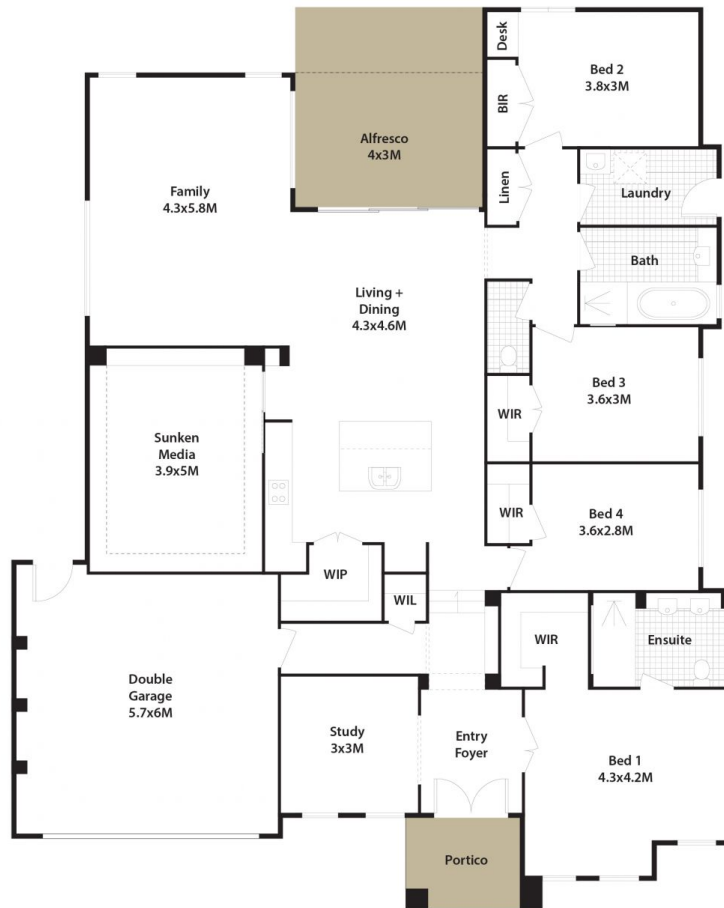 Desk
Bed 2
3.8x3M
BIR
Alfresco
4x3M
Linen
Laundry
Family
4.3x5.8M
Bath
Living +
Dining
4.3x4.6M
Bed 3
3.6x3M
WIR
Sunken
Media
3.9x5M
WIR
Bed 4
3.6x2.8M
WIP
WIL
WIR
Ensuite
Double
Garage
5.7x6M
Study
3x3M
Entry
Foyer
Bed 1
4.3x4.2M
Portico